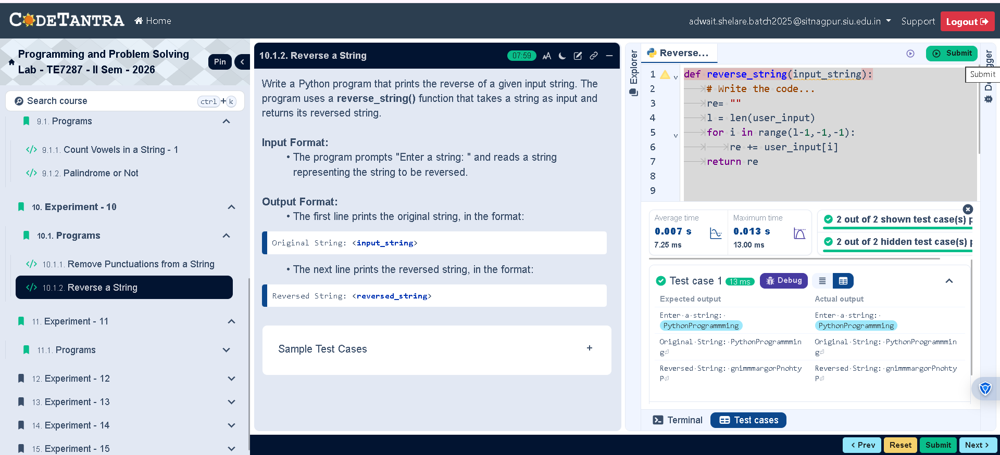 CODETANTRA
Home
adwait.shelare.batch2025@sitnagpur.siu.edu.in
Support
Logout
Programming and Problem Solving
Lab - TE7287 - II Sem - 2026
Pin
Search course
ctrl+k
9.1. Programs
9.1.1. Count Vowels in a String - 1
9.1.2. Palindrome or Not
10. Experiment - 10
10.1. Programs
10.1.1. Remove Punctuations from a String
10.1.2. Reverse a String
11. Experiment - 11
11.1. Programs
12. Experiment - 12
13. Experiment - 13
14. Experiment - 14
15. Experiment - 15
10.1.2. Reverse a String
07:59
AA
Write a Python program that prints the reverse of a given input string. The
program uses a reverse_string() function that takes a string as input and
returns its reversed string.
Input Format:
• The program prompts "Enter a string: " and reads a string
representing the string to be reversed.
Output Format:
• The first line prints the original string, in the format:
Original String: <input_string>
• The next line prints the reversed string, in the format:
Reversed String: <reversed_string>
Sample Test Cases
+
Explorer
Reverse...
Submit
Submit
1 def reverse_string(input_string):
2 # Write the code...
3 re= ""
4 l = len(user_input)
5 for i in range(l-1,-1,-1):
6 re += user_input[i]
7 return re
8
9
Average time
0.007 s
7.25 ms
Maximum time
0.013 s
13.00 ms
2 out of 2 shown test case(s) p
2 out of 2 hidden test case(s) p
Test case 1
13 ms
Debug
Expected output
Actual output
Enter·a·string:·
PythonProgrammming
Enter·a·string:·
PythonProgrammming
Original·String:·PythonProgrammmin
g⏎
Original·String:·PythonProgrammmin
g⏎
Reversed·String:·gnimmmargorPnohty
P⏎
Reversed·String:·gnimmmargorPnohty
P⏎
Terminal
Test cases
< Prev
Reset
Submit
Next >